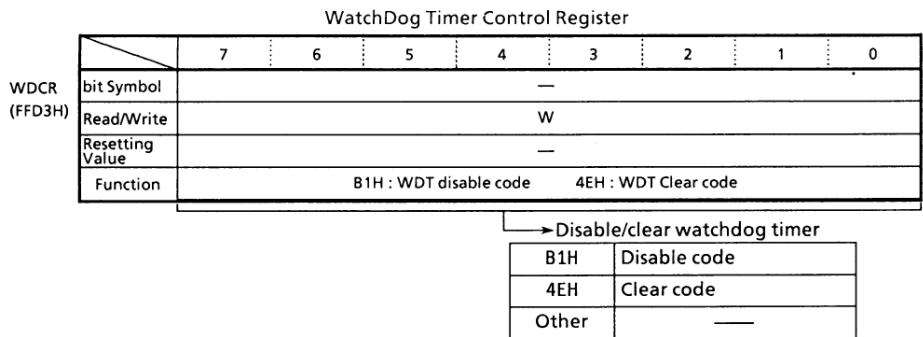 WatchDog Timer Control Register
7 6 5 4 3 2 1 0
WDCR
(FFD3H)
bit Symbol —
Read/Write W
Resetting
Value —
Function B1H : WDT disable code 4EH : WDT Clear code
Disable/clear watchdog timer
B1H Disable code
4EH Clear code
Other —